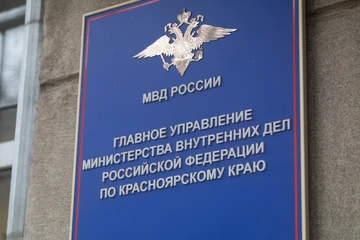 МВД РОССИИ
ГЛАВНОЕ УПРАВЛЕНИЕ
МИНИСТЕРСТВА ВНУТРЕННИХ ДЕЛ
РОССИЙСКОЙ ФЕДЕРАЦИИ
ПО КРАСНОЯРСКОМУ КРАЮ